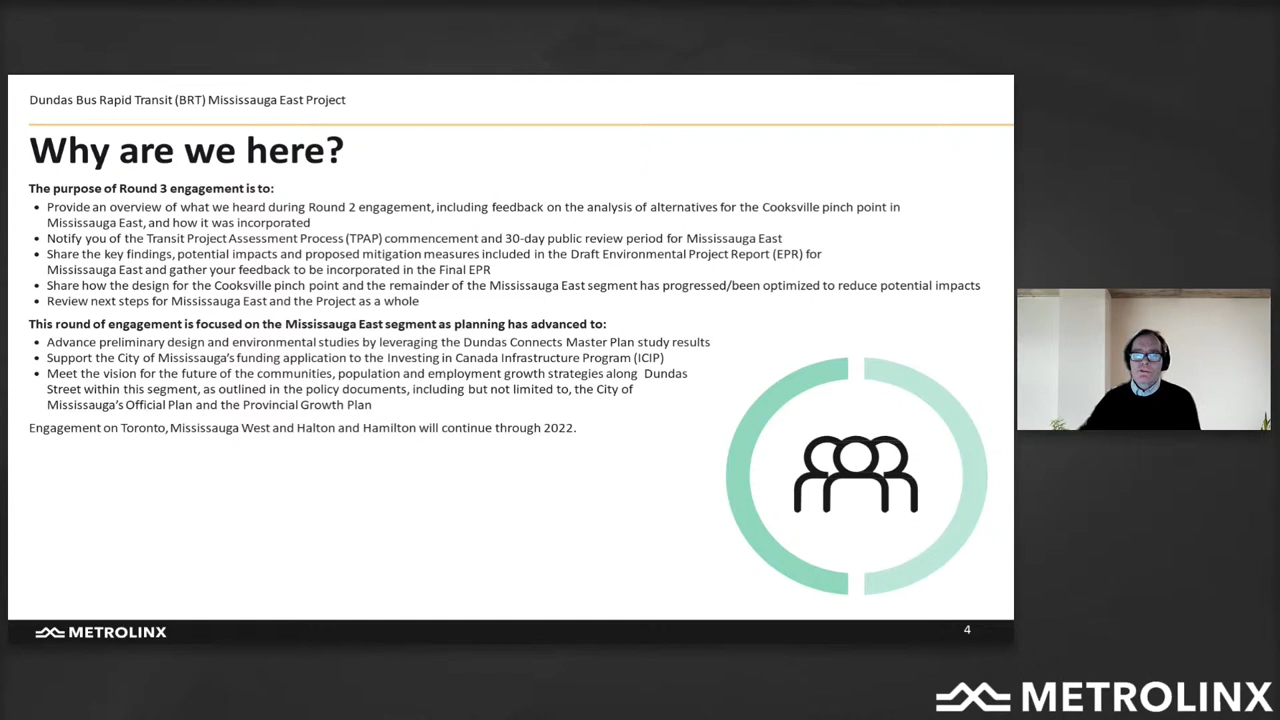 Dundas Bus Rapid Transit (BRT) Mississauga East Project
Why are we here?
The purpose of Round 3 engagement is to:
• Provide an overview of what we heard during Round 2 engagement, including feedback on the analysis of alternatives for the Cooksville pinch point in
Mississauga East, and how it was incorporated
• Notify you of the Transit Project Assessment Process (TPAP) commencement and 30-day public review period for Mississauga East
• Share the key findings, potential impacts and proposed mitigation measures included in the Draft Environmental Project Report (EPR) for
Mississauga East and gather your feedback to be incorporated in the Final EPR
• Share how the design for the Cooksville pinch point and the remainder of the Mississauga East segment has progressed/been optimized to reduce potential impacts
• Review next steps for Mississauga East and the Project as a whole
This round of engagement is focused on the Mississauga East segment as planning has advanced to:
• Advance preliminary design and environmental studies by leveraging the Dundas Connects Master Plan study results
• Support the City of Mississauga's funding application to the Investing in Canada Infrastructure Program (ICIP)
• Meet the vision for the future of the communities, population and employment growth strategies along Dundas
Street within this segment, as outlined in the policy documents, including but not limited to, the City of
Mississauga's Official Plan and the Provincial Growth Plan
Engagement on Toronto, Mississauga West and Halton and Hamilton will continue through 2022.
METROLINX
4
METROLINX